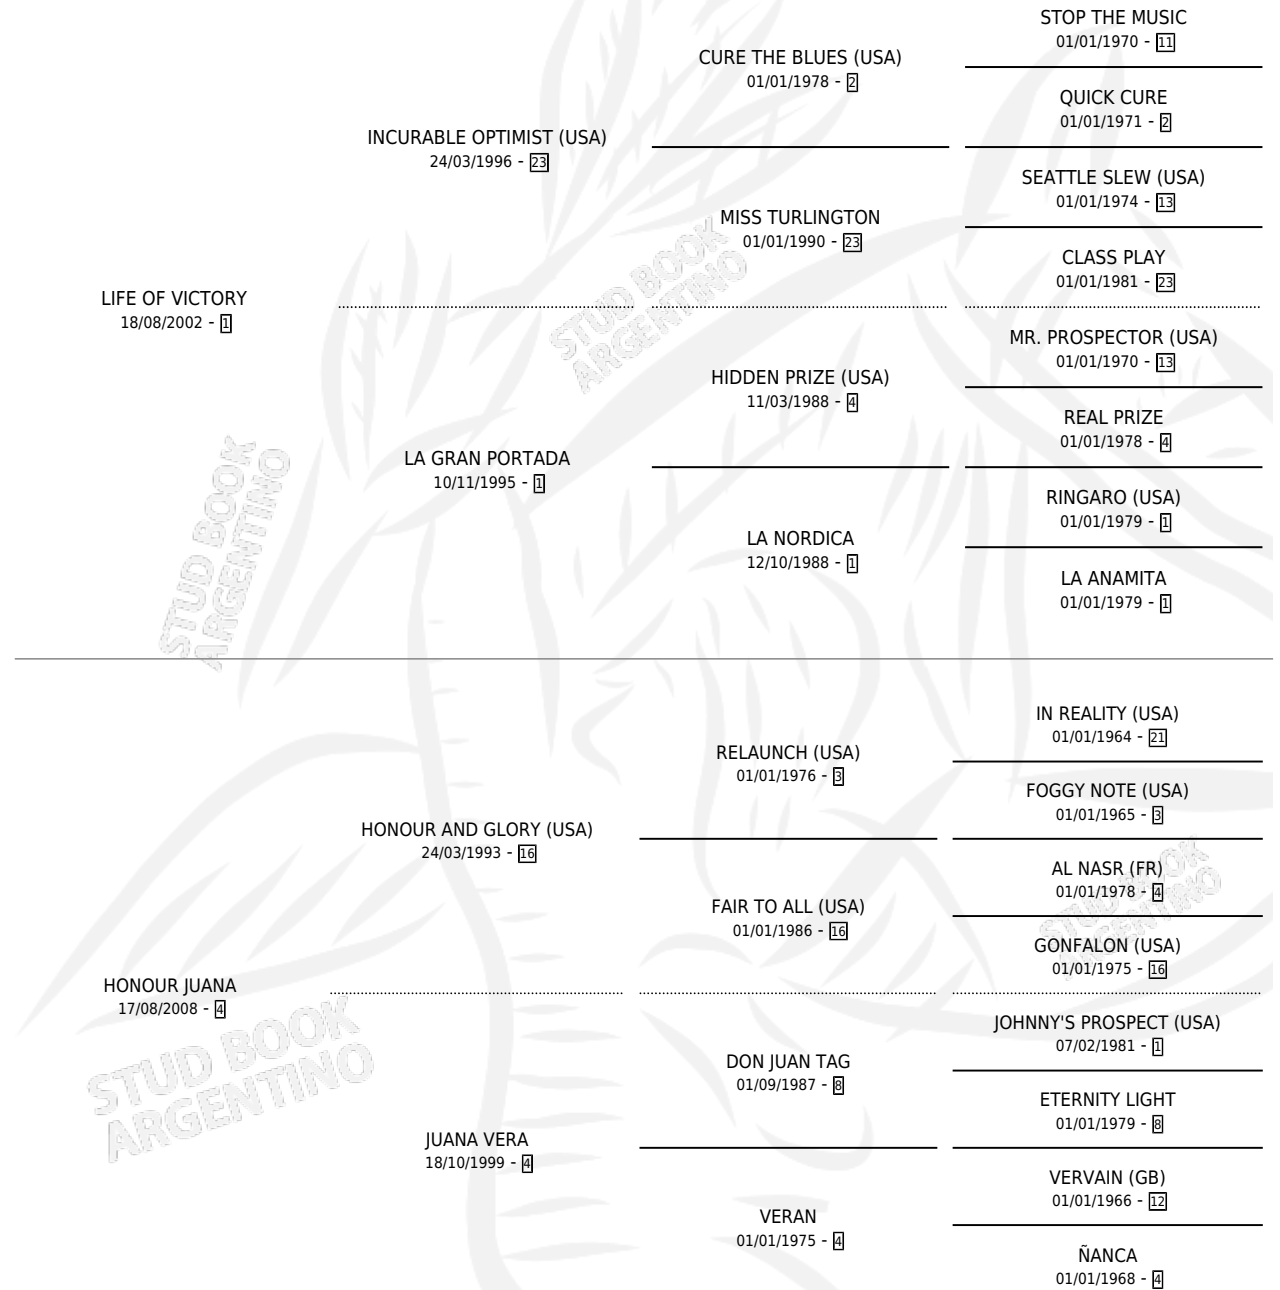 STOP THE MUSIC
01/01/1970 - 11
CURE THE BLUES (USA)
01/01/1978 - 2
QUICK CURE
01/01/1971 - 2
INCURABLE OPTIMIST (USA)
24/03/1996 - 23
SEATTLE SLEW (USA)
01/01/1974 - 13
MISS TURLINGTON
01/01/1990 - 23
CLASS PLAY
01/01/1981 - 23
LIFE OF VICTORY
18/08/2002 - 1
MR. PROSPECTOR (USA)
01/01/1970 - 13
HIDDEN PRIZE (USA)
11/03/1988 - 4
REAL PRIZE
01/01/1978 - 4
LA GRAN PORTADA
10/11/1995 - 1
RINGARO (USA)
01/01/1979 - 1
LA NORDICA
12/10/1988 - 1
LA ANAMITA
01/01/1979 - 1
STUD BOOK
ARGENTINO
STUD BOOK
ARGENTINO
IN REALITY (USA)
01/01/1964 - 21
RELAUNCH (USA)
01/01/1976 - 3
FOGGY NOTE (USA)
01/01/1965 - 3
HONOUR AND GLORY (USA)
24/03/1993 - 16
AL NASR (FR)
01/01/1978 - 4
FAIR TO ALL (USA)
01/01/1986 - 16
GONFALON (USA)
01/01/1975 - 16
HONOUR JUANA
17/08/2008 - 4
JOHNNY'S PROSPECT (USA)
07/02/1981 - 1
DON JUAN TAG
01/09/1987 - 8
ETERNITY LIGHT
01/01/1979 - 8
JUANA VERA
18/10/1999 - 4
VERVAIN (GB)
01/01/1966 - 12
VERAN
01/01/1975 - 4
ÑANCA
01/01/1968 - 4
STUD BOOK
ARGENTINO
STUD BOOK
ARGENTINO